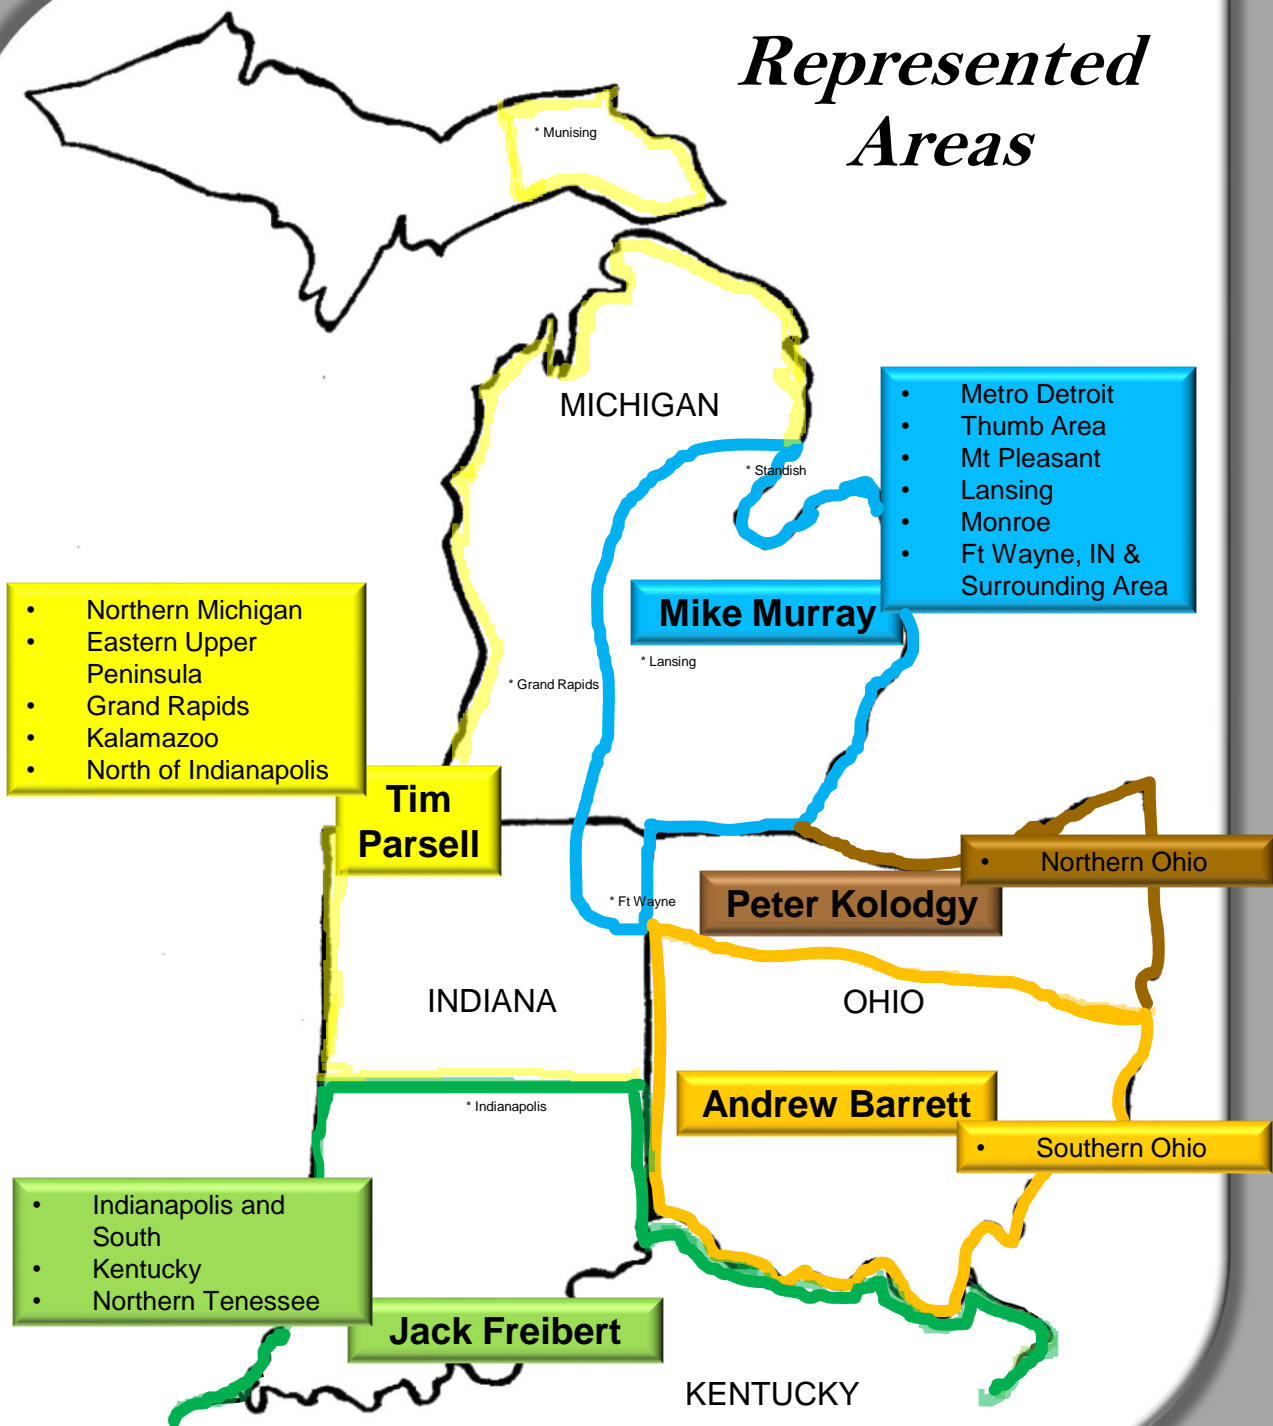 Represented
Areas
* Munising
MICHIGAN
* Standish
• Metro Detroit
• Thumb Area
• Mt Pleasant
• Lansing
• Monroe
• Ft Wayne, IN &
Surrounding Area
Mike Murray
* Lansing
* Grand Rapids
• Northern Michigan
• Eastern Upper
Peninsula
• Grand Rapids
• Kalamazoo
• North of Indianapolis
Tim
Parsell
• Northern Ohio
Peter Kolodgy
* Ft Wayne
INDIANA
OHIO
Andrew Barrett
* Indianapolis
• Southern Ohio
• Indianapolis and
South
• Kentucky
• Northern Tenessee
Jack Freibert
KENTUCKY